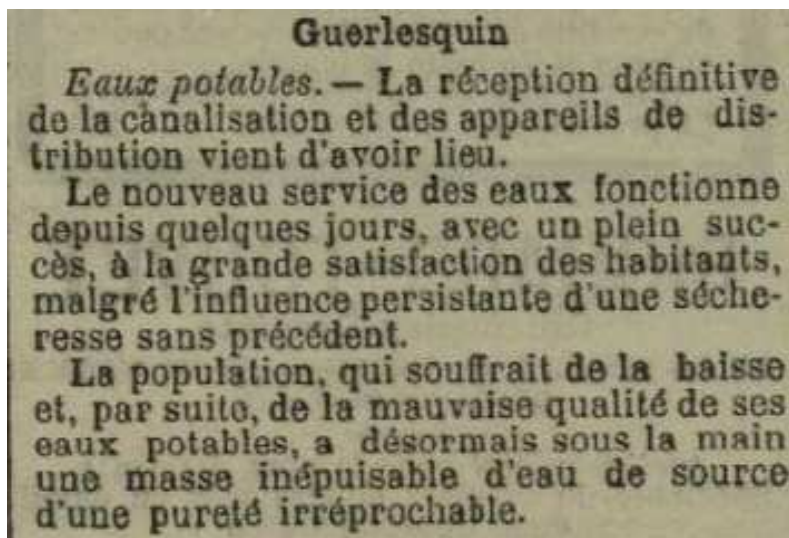 Guerlesquin
Eaux potables. — La réception définitive
de la canalisation et des appareils de dis-
tribution vient d'avoir lieu.
Le nouveau service des eaux fonctionne
depuis quelques jours, avec un plein suc-
cès, à la grande satisfaction des habitants,
malgré l'influence persistante d'une séche-
resse sans précédent.
La population, qui souffrait de la baisse
et, par suite, de la mauvaise qualité de ses
eaux potables, a désormais sous la main
une masse inépuisable d'eau de source
d'une pureté irréprochable.